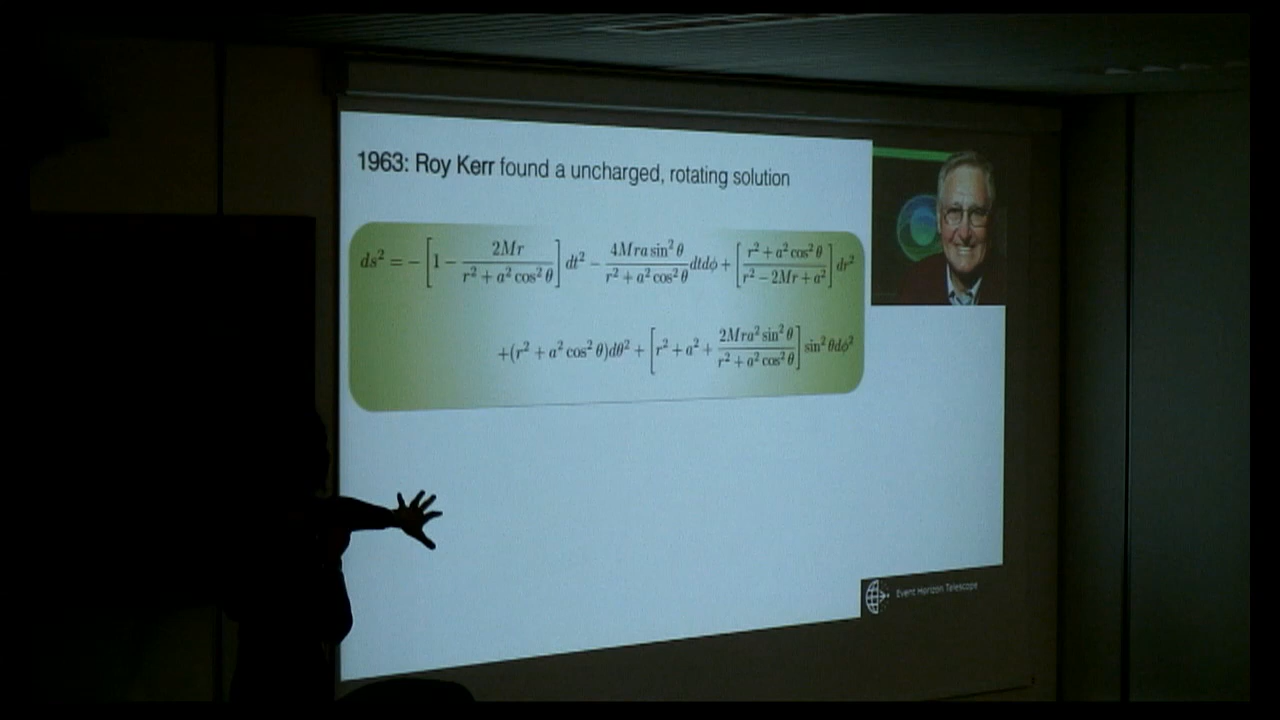 1963: Roy Kerr found a uncharged, rotating solution
ds² = −[1 − 2Mr/(r² + a² cos² θ)] dt² − 4Mra sin² θ/(r² + a² cos² θ) dtdϕ + [(r² + a² cos² θ)/(r² − 2Mr + a²)] dr²
+(r² + a² cos² θ)dθ² + [r² + a² + 2Mra² sin² θ/(r² + a² cos² θ)] sin² θdϕ²
Event Horizon Telescope